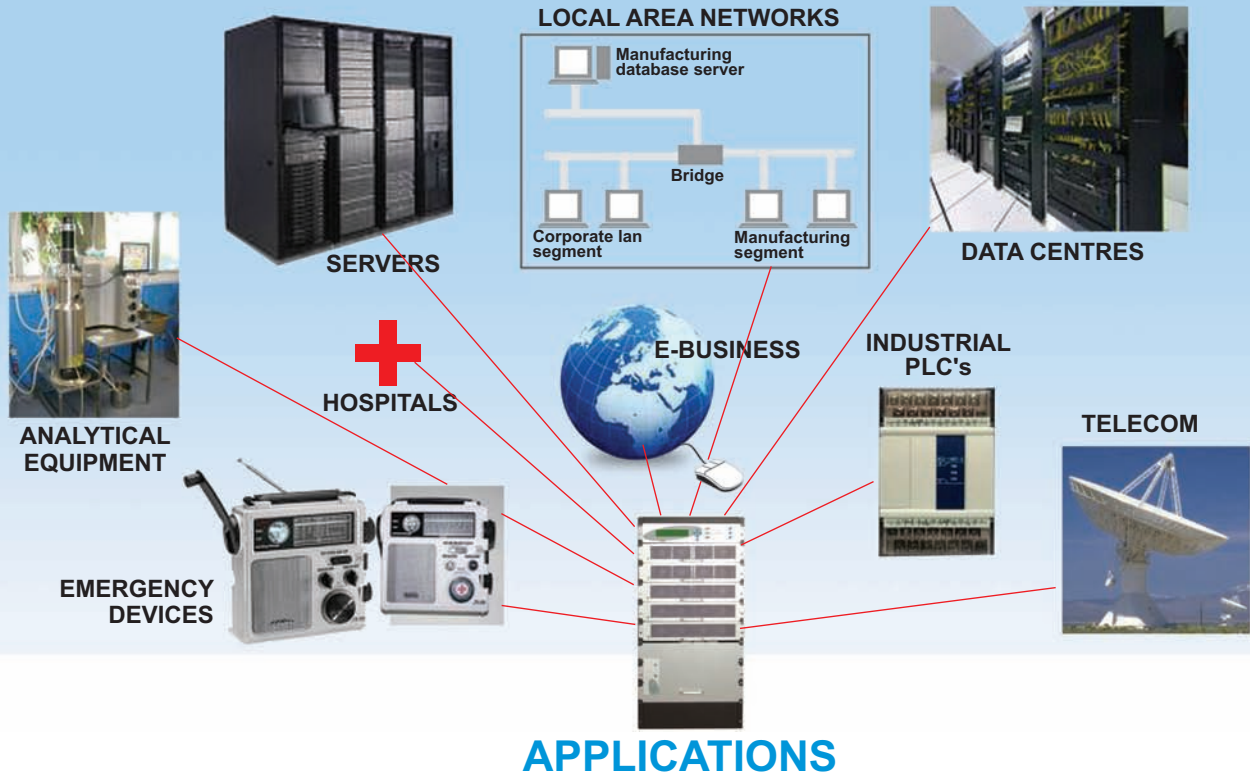 LOCAL AREA NETWORKS
Manufacturing
database server
Bridge
Corporate lan
segment
Manufacturing
segment
SERVERS
DATA CENTRES
E-BUSINESS
INDUSTRIAL
PLC's
HOSPITALS
ANALYTICAL
EQUIPMENT
TELECOM
EMERGENCY
DEVICES
APPLICATIONS